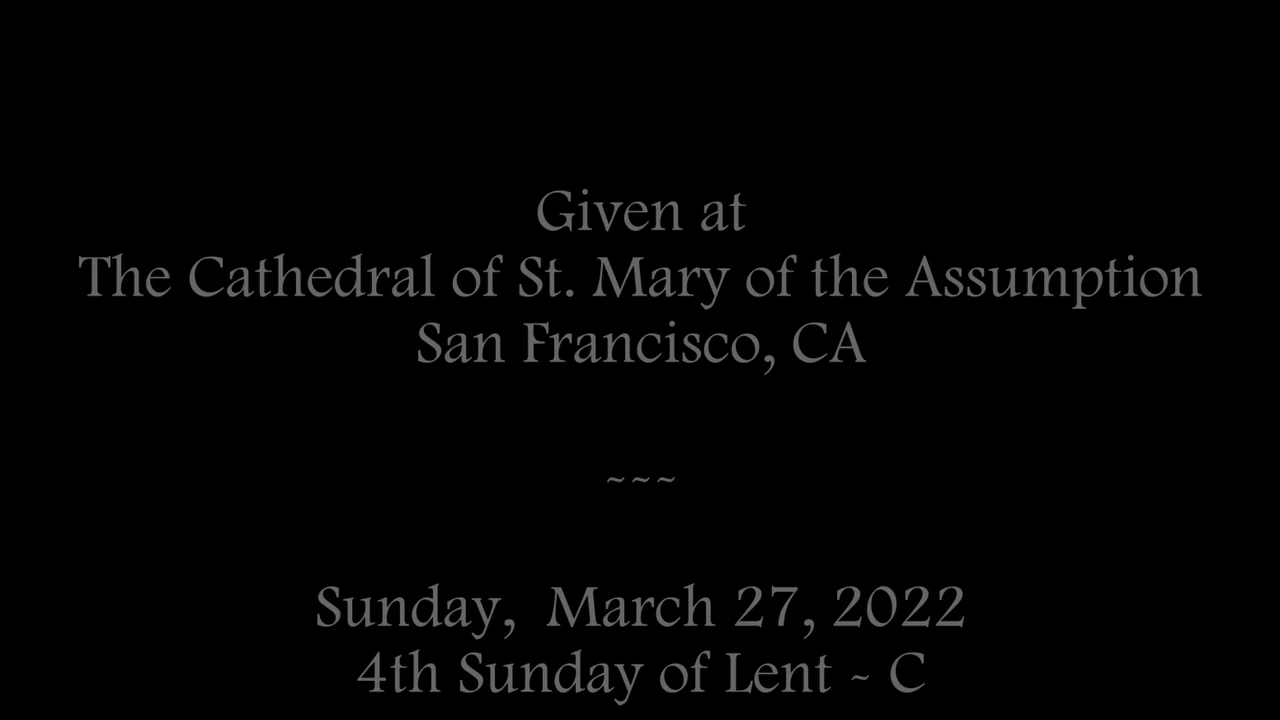 Given at
The Cathedral of St. Mary of the Assumption
San Francisco, CA
~~~
Sunday,  March 27, 2022
4th Sunday of Lent ~ C